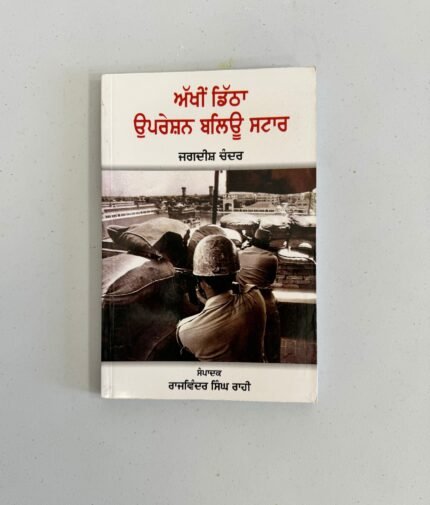 ਅੱਖੀਂ ਡਿੱਠਾ
ਉਪਰੇਸ਼ਨ ਬਲਿਊ ਸਟਾਰ
ਜਗਦੀਸ਼ ਚੰਦਰ
ਸੰਪਾਦਕ
ਰਾਜਵਿੰਦਰ ਸਿੰਘ ਰਾਹੀ